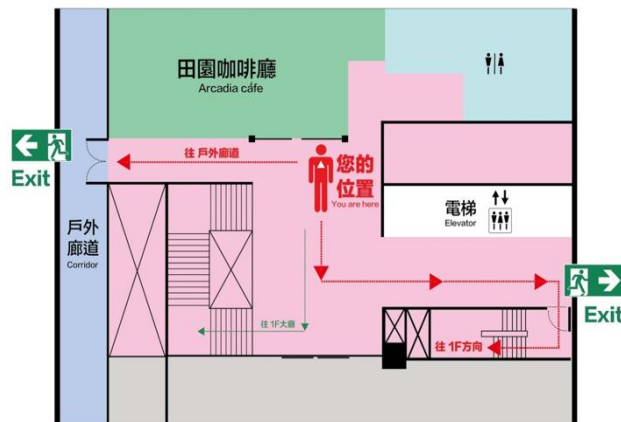 田園咖啡廳
Arcadia cáfe
Exit
往 戶外廊道
您的
位置
You are here
電梯
Elevator
戶外
廊道
Corridor
Exit
往 1F大廳
往 1F方向